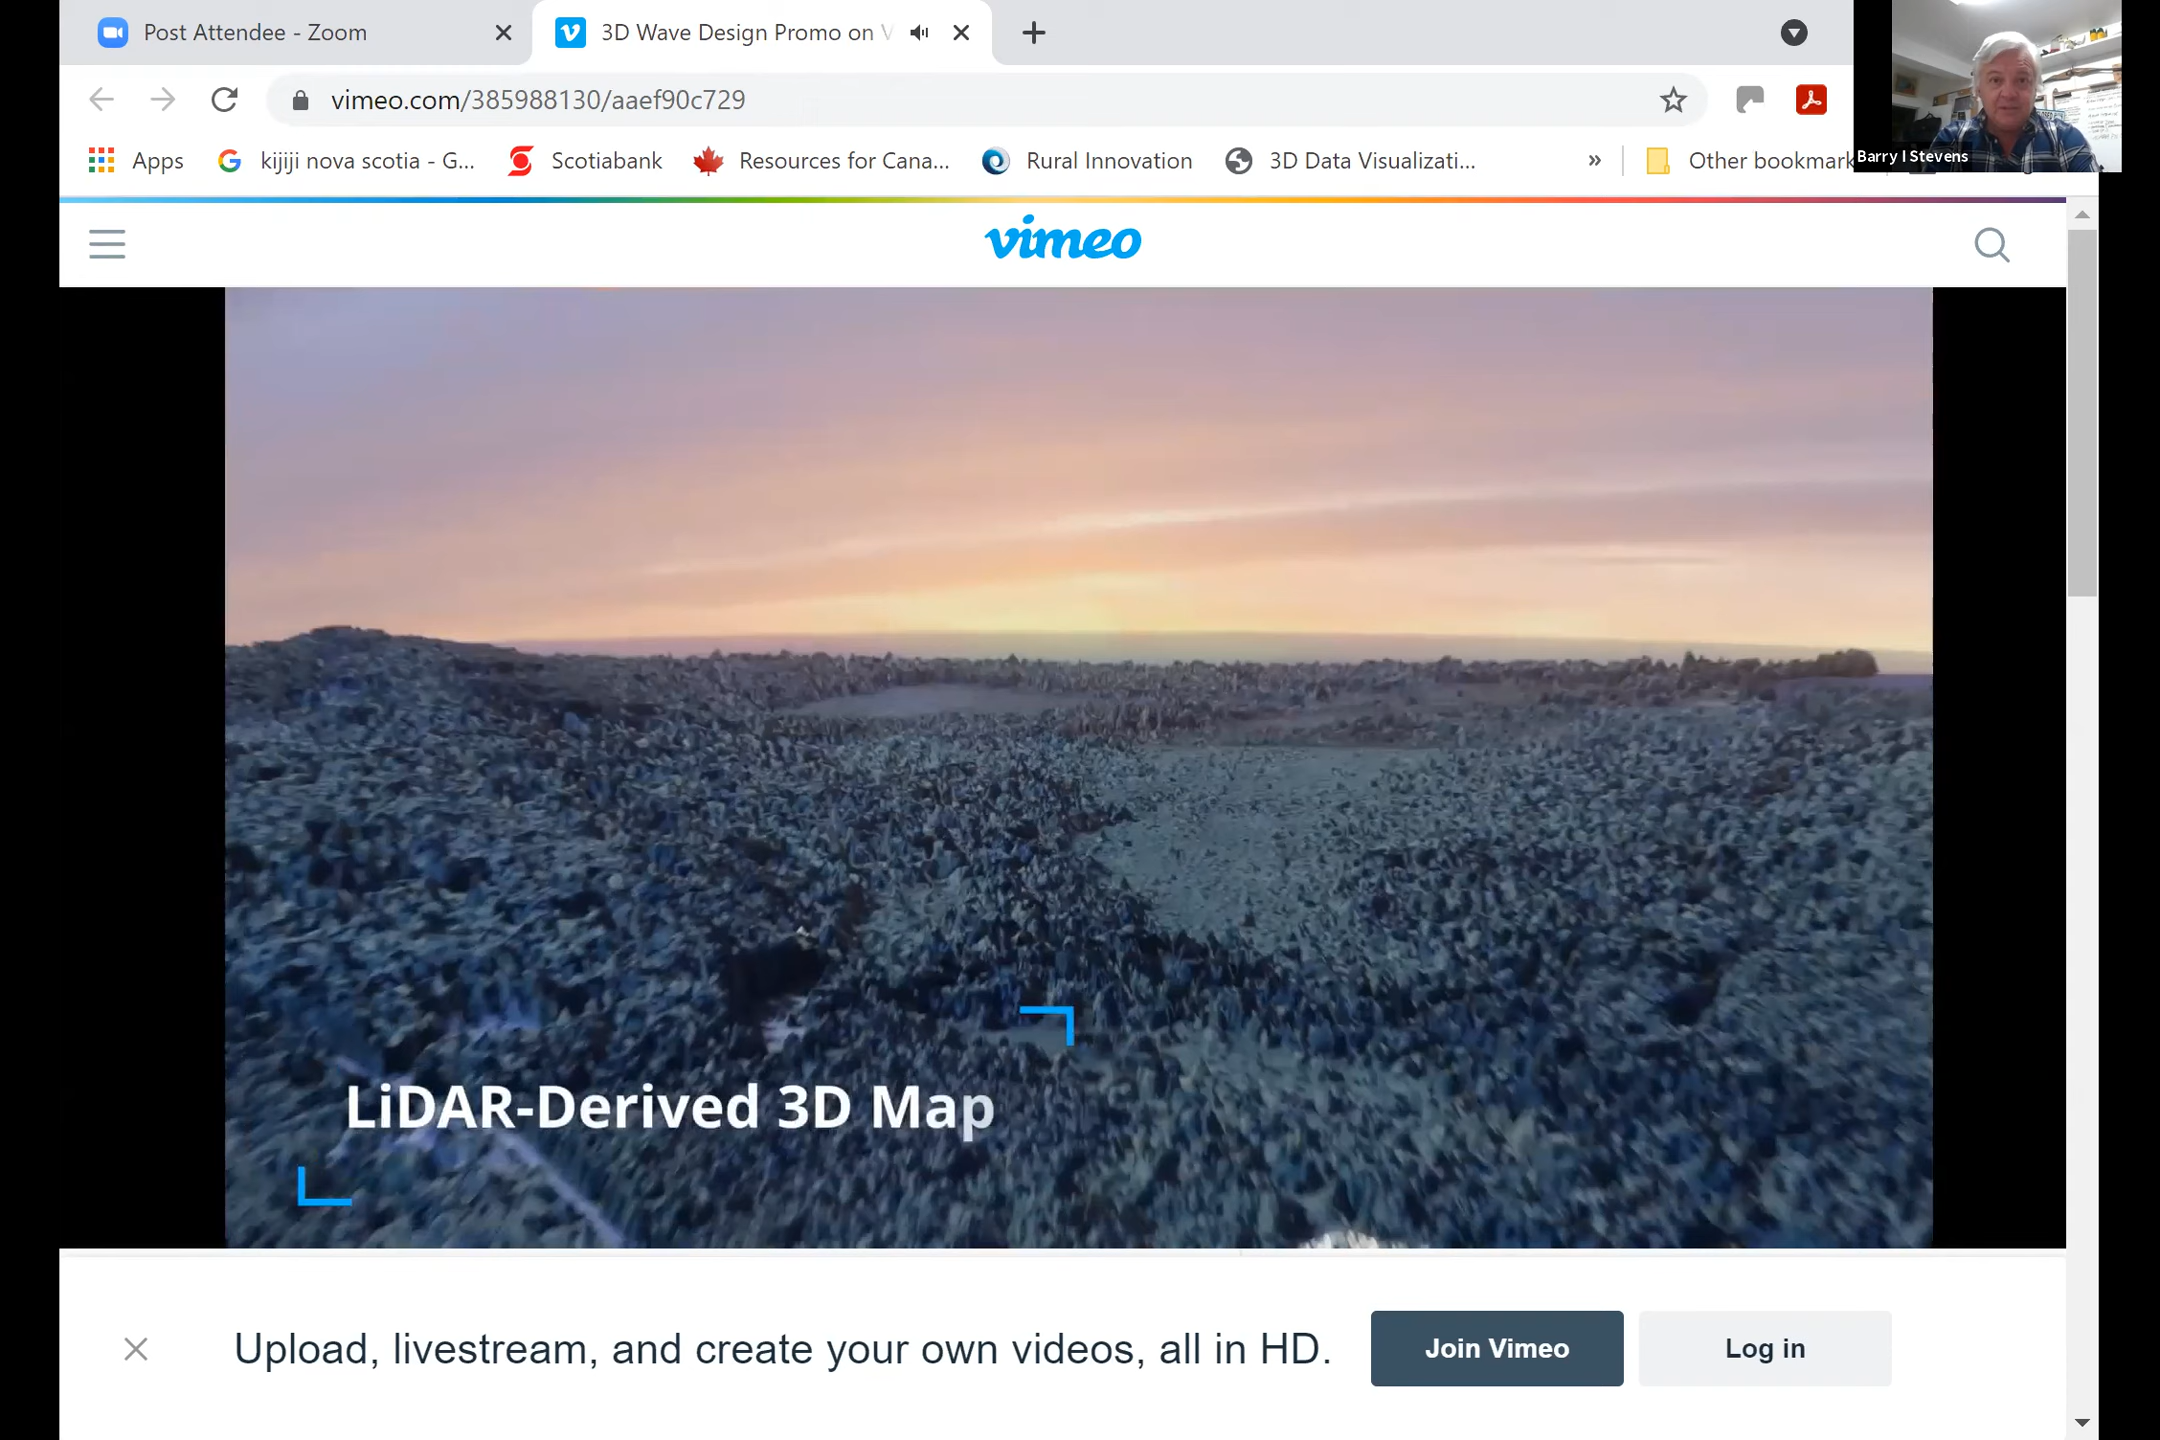 Post Attendee - Zoom
3D Wave Design Promo on V
vimeo.com/385988130/aaef90c729
Apps
kijiji nova scotia - G...
Scotiabank
Resources for Cana...
Rural Innovation
3D Data Visualizati...
»
Other bookmark
Barry I Stevens
vimeo
LiDAR-Derived 3D Map
Upload, livestream, and create your own videos, all in HD.
Join Vimeo
Log in